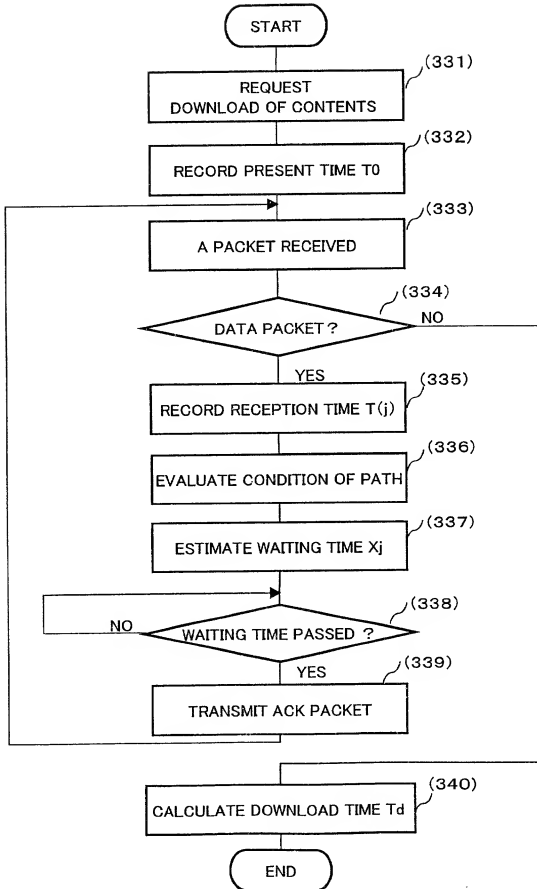 START
(331)
REQUEST
DOWNLOAD OF CONTENTS
(332)
RECORD PRESENT TIME T0
(333)
A PACKET RECEIVED
(334)
DATA PACKET ?
NO
YES
(335)
RECORD RECEPTION TIME T(j)
(336)
EVALUATE CONDITION OF PATH
(337)
ESTIMATE WAITING TIME Xj
(338)
WAITING TIME PASSED ?
NO
YES
(339)
TRANSMIT ACK PACKET
(340)
CALCULATE DOWNLOAD TIME Td
END